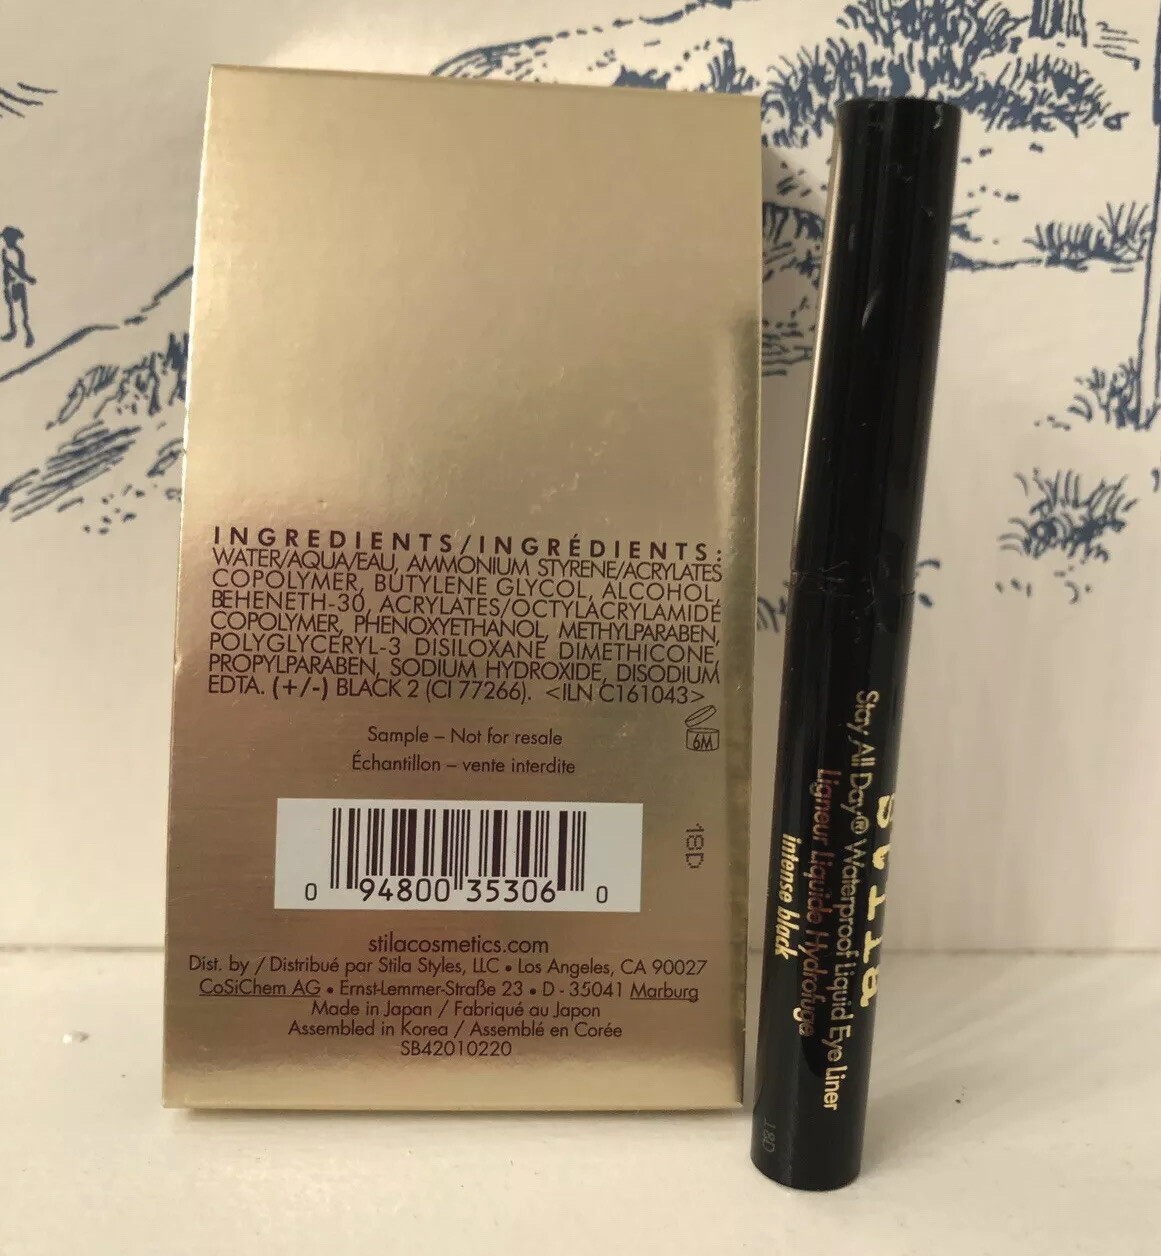 INGREDIENTS/INGRÉDIENTS:
WATER/AQUA/EAU, AMMONIUM STYRENE/ACRYLATES
COPOLYMER, BUTYLENE GLYCOL, ALCOHOL,
BEHENETH-30, ACRYLATES/OCTYLACRYLAMIDE
COPOLYMER, PHENOXYETHANOL, METHYLPARABEN,
POLYGLYCERYL-3 DISILOXANE DIMETHICONE,
PROPYLPARABEN, SODIUM HYDROXIDE, DISODIUM
EDTA. (+/-) BLACK 2 (CI 77266). <ILN C161043>
6M
Sample – Not for resale
Échantillon – vente interdite
18D
0 94800 35306 0
stilacosmetics.com
Dist. by / Distribué par Stila Styles, LLC • Los Angeles, CA 90027
CoSiChem AG • Ernst-Lemmer-Straße 23 • D - 35041 Marburg
Made in Japan / Fabriqué au Japon
Assembled in Korea / Assemblé en Corée
SB42010220
stila
Stay All Day® Waterproof Liquid Eye Liner
Ligneur Liquide Hydrofuge
intense black
18D